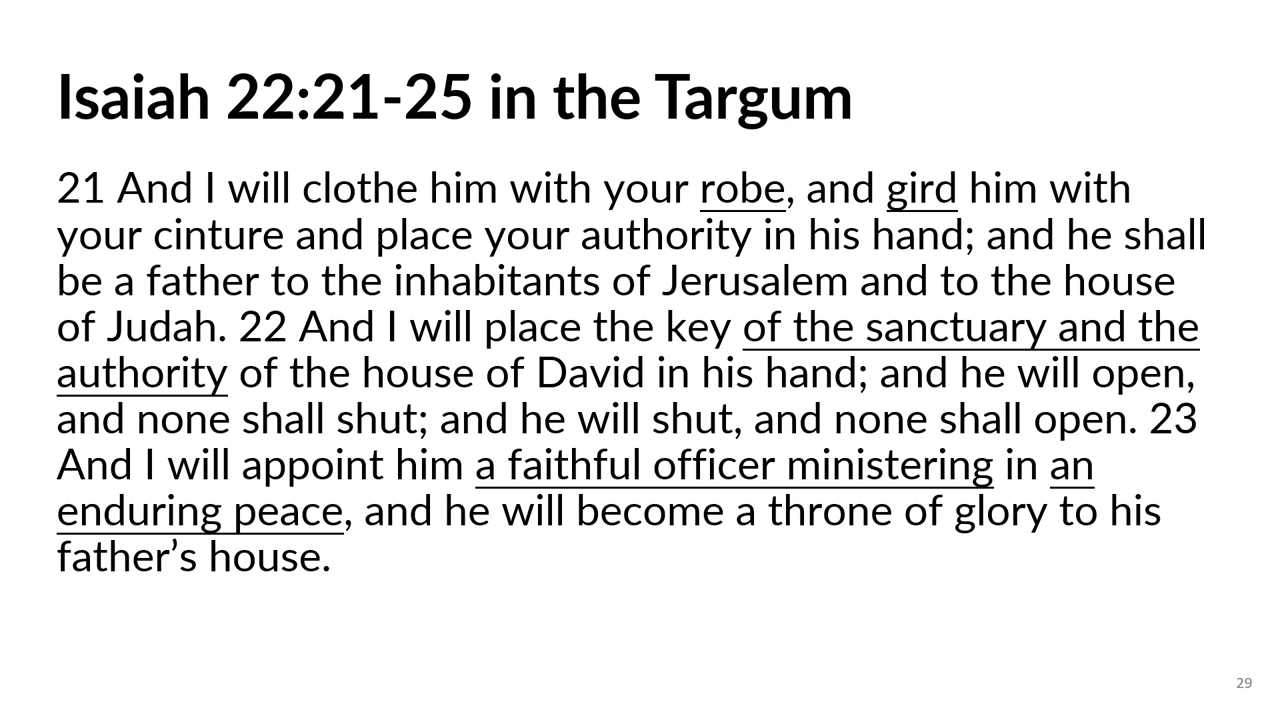 Isaiah 22:21-25 in the Targum
21 And I will clothe him with your robe, and gird him with
your cinture and place your authority in his hand; and he shall
be a father to the inhabitants of Jerusalem and to the house
of Judah. 22 And I will place the key of the sanctuary and the
authority of the house of David in his hand; and he will open,
and none shall shut; and he will shut, and none shall open. 23
And I will appoint him a faithful officer ministering in an
enduring peace, and he will become a throne of glory to his
father’s house.
29